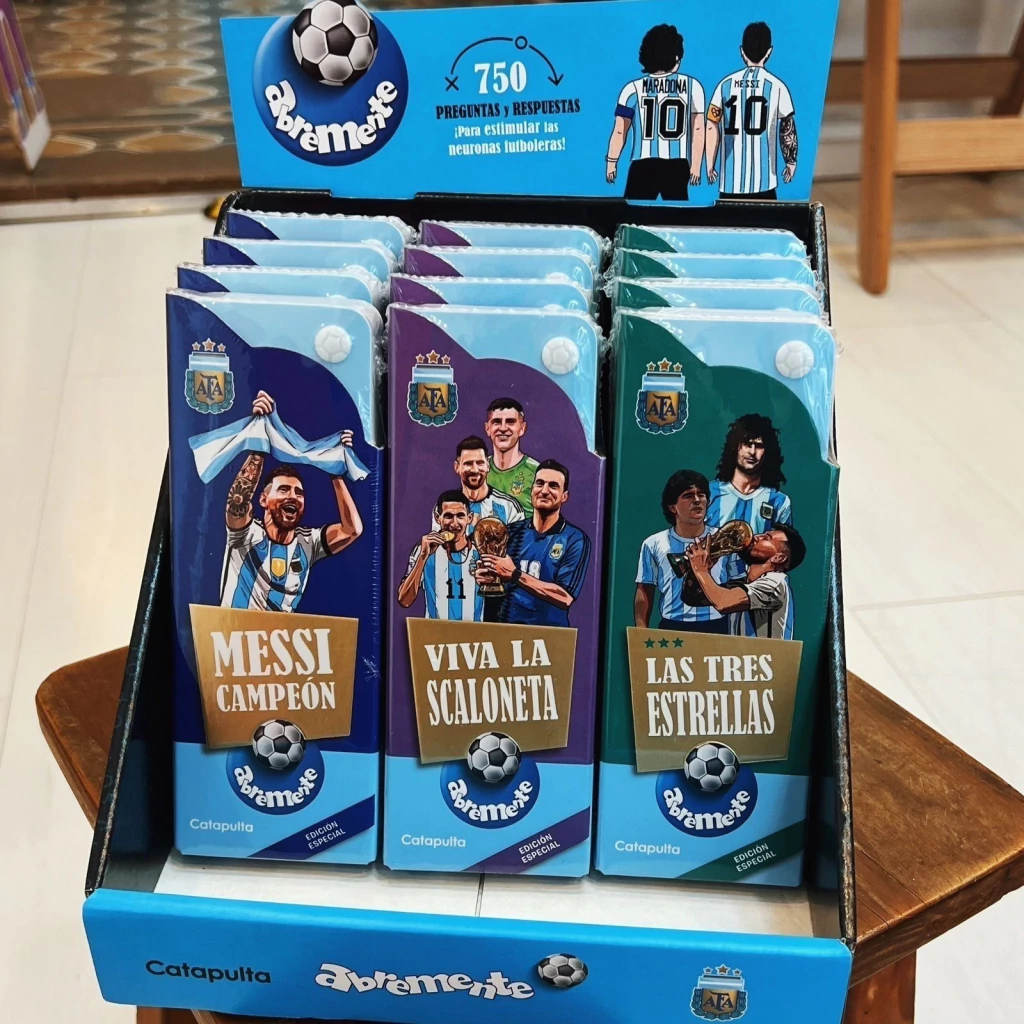 abremente
750
PREGUNTAS y RESPUESTAS
¡Para estimular las
neuronas futboleras!
MARADONA
10
MESSI
10
AFA
MESSI
CAMPEÓN
abremente
Catapulta
EDICIÓN
ESPECIAL
AFA
11
18
VIVA LA
SCALONETA
abremente
Catapulta
EDICIÓN
ESPECIAL
AFA
LAS TRES
ESTRELLAS
abremente
Catapulta
EDICIÓN
ESPECIAL
Catapulta
abremente
AFA